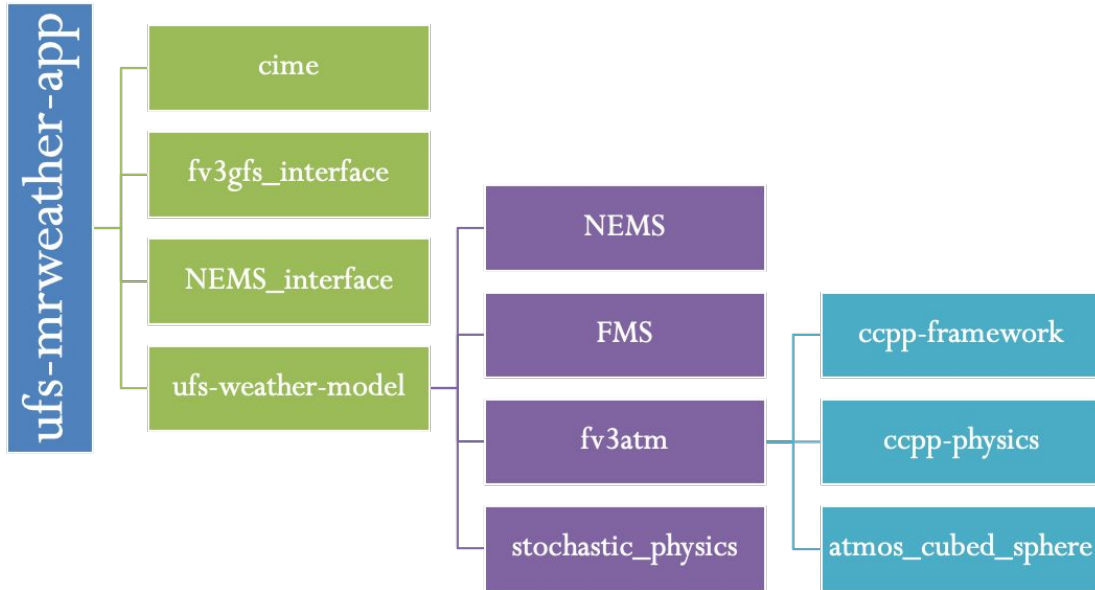 ufs-mrweather-app
cime
fv3gfs_interface
NEMS_interface
ufs-weather-model
NEMS
FMS
fv3atm
stochastic_physics
ccpp-framework
ccpp-physics
atmos_cubed_sphere